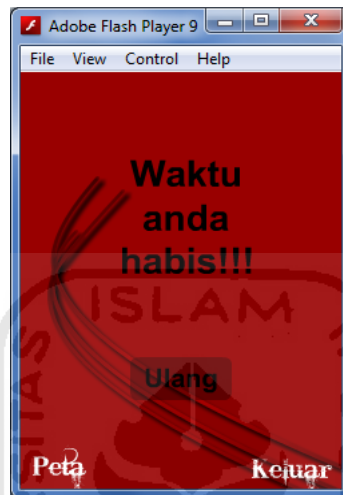 Adobe Flash Player 9
File View Control Help
Waktu
anda
habis!!!
ISLAM
Ulang
Peta
Keluar